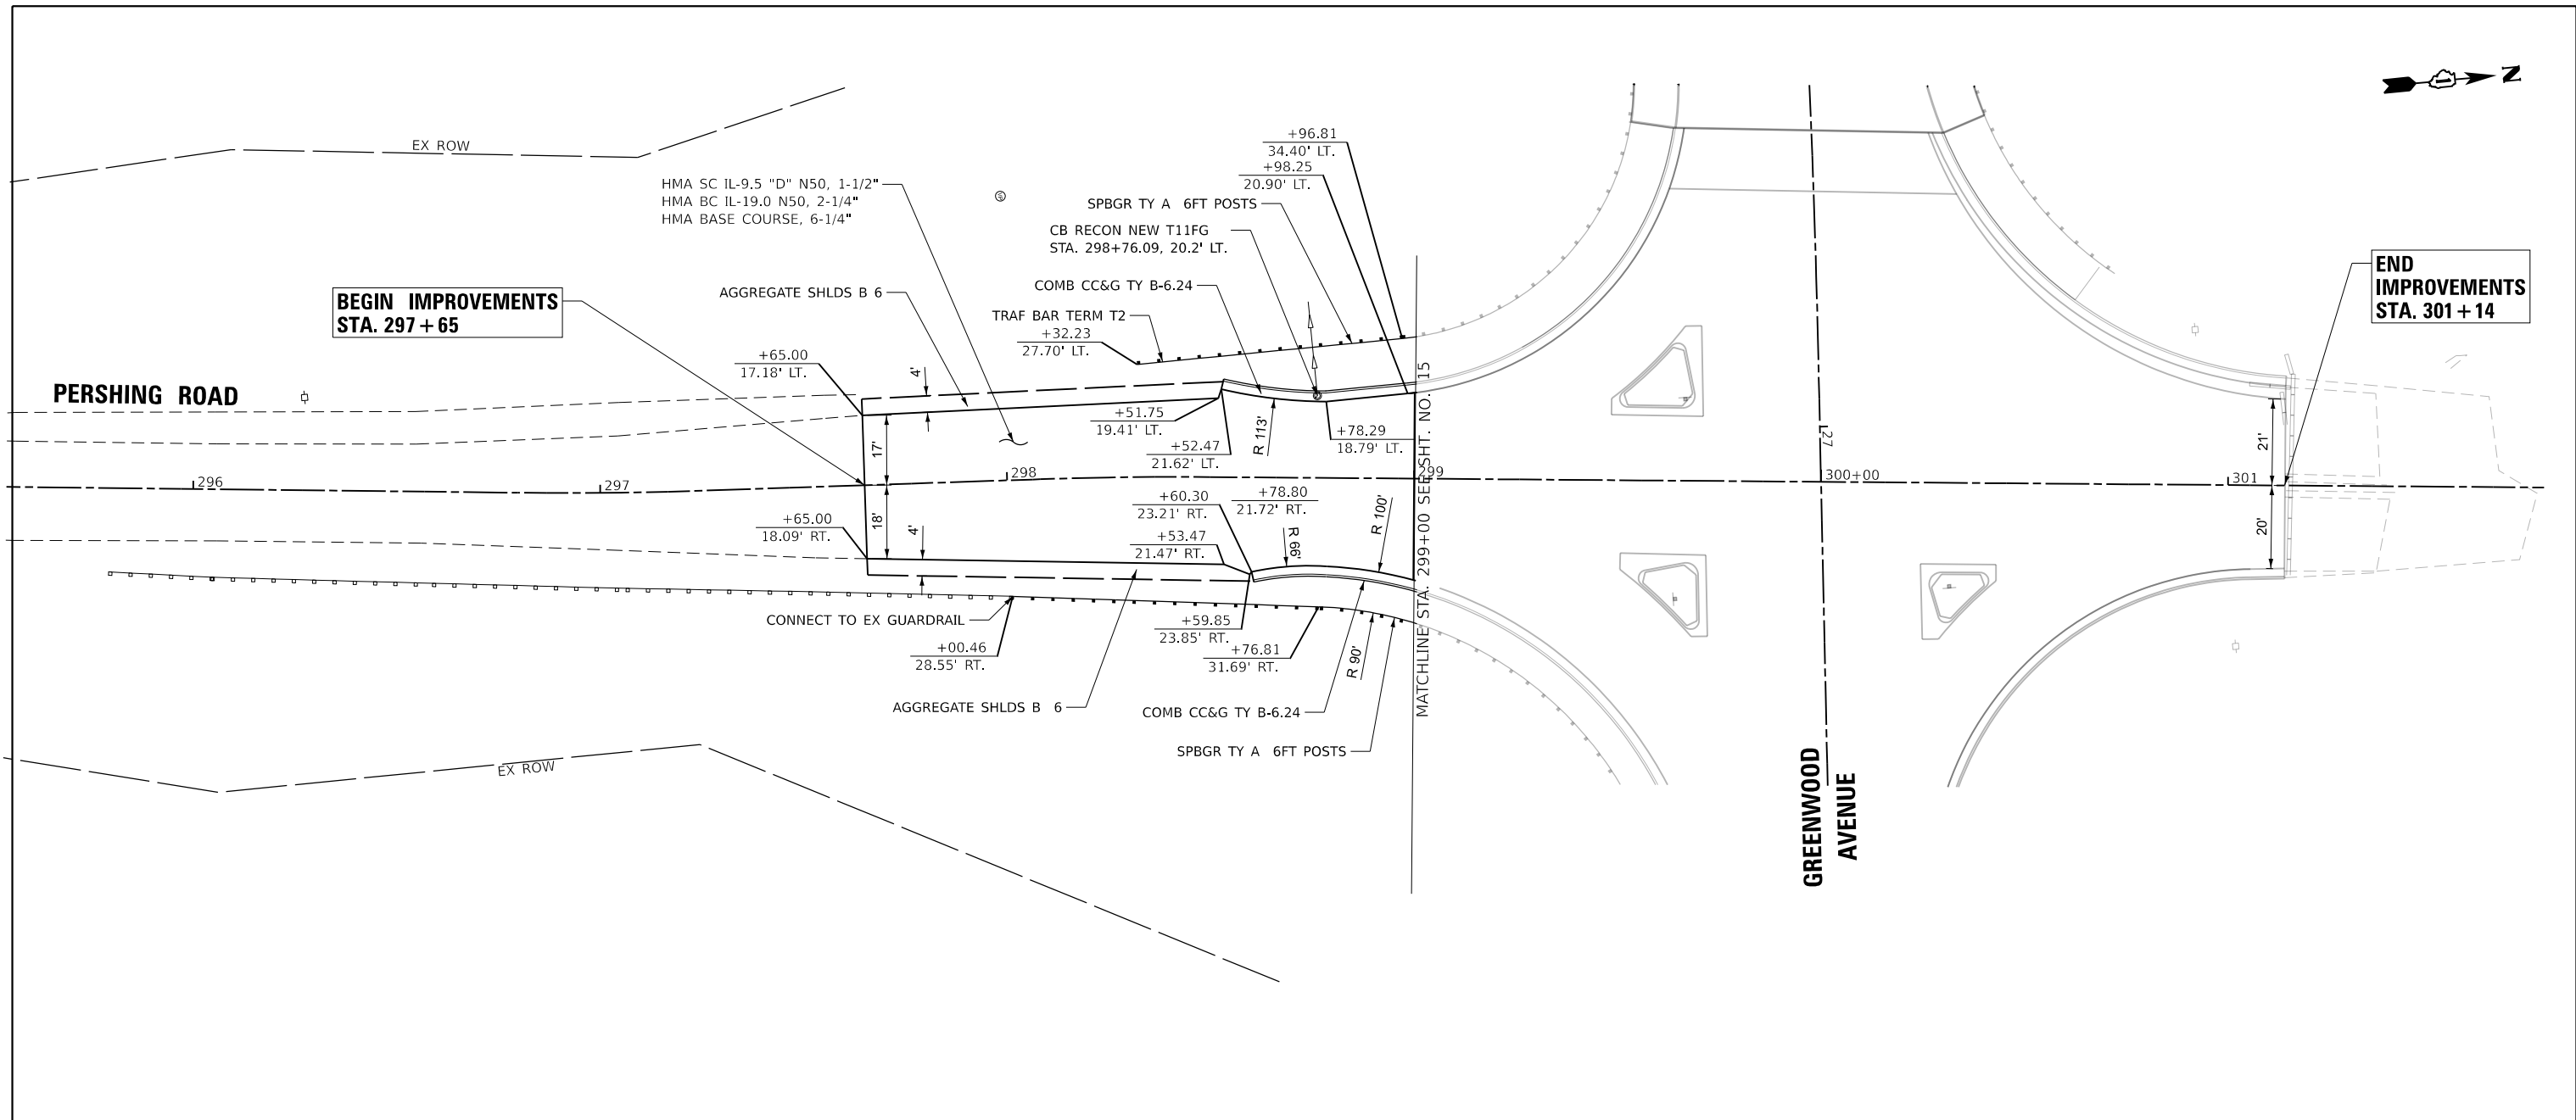 N
EX ROW
+96.81
34.40' LT.
+98.25
20.90' LT.
HMA SC IL-9.5 "D" N50, 1-1/2"
HMA BC IL-19.0 N50, 2-1/4"
HMA BASE COURSE, 6-1/4"
SPBGR TY A 6FT POSTS
CB RECON NEW T11FG
STA. 298+76.09, 20.2' LT.
COMB CC&G TY B-6.24
AGGREGATE SHLDS B 6
TRAF BAR TERM T2
+32.23
27.70' LT.
BEGIN IMPROVEMENTS
STA. 297+65
END
IMPROVEMENTS
STA. 301+14
+65.00
17.18' LT.
4'
PERSHING ROAD
+51.75
19.41' LT.
+52.47
21.62' LT.
R 113'
+78.29
18.79' LT.
17'
21'
296
297
298
299
27
300+00
301
MATCHLINE STA. 299+00 SEE SHT. NO. 15
+60.30
23.21' RT.
+78.80
21.72' RT.
+65.00
18.09' RT.
18'
4'
+53.47
21.47' RT.
R 66'
R 100'
20'
CONNECT TO EX GUARDRAIL
+59.85
23.85' RT.
+00.46
28.55' RT.
+76.81
31.69' RT.
R 90'
AGGREGATE SHLDS B 6
COMB CC&G TY B-6.24
SPBGR TY A 6FT POSTS
EX ROW
GREENWOOD
AVENUE